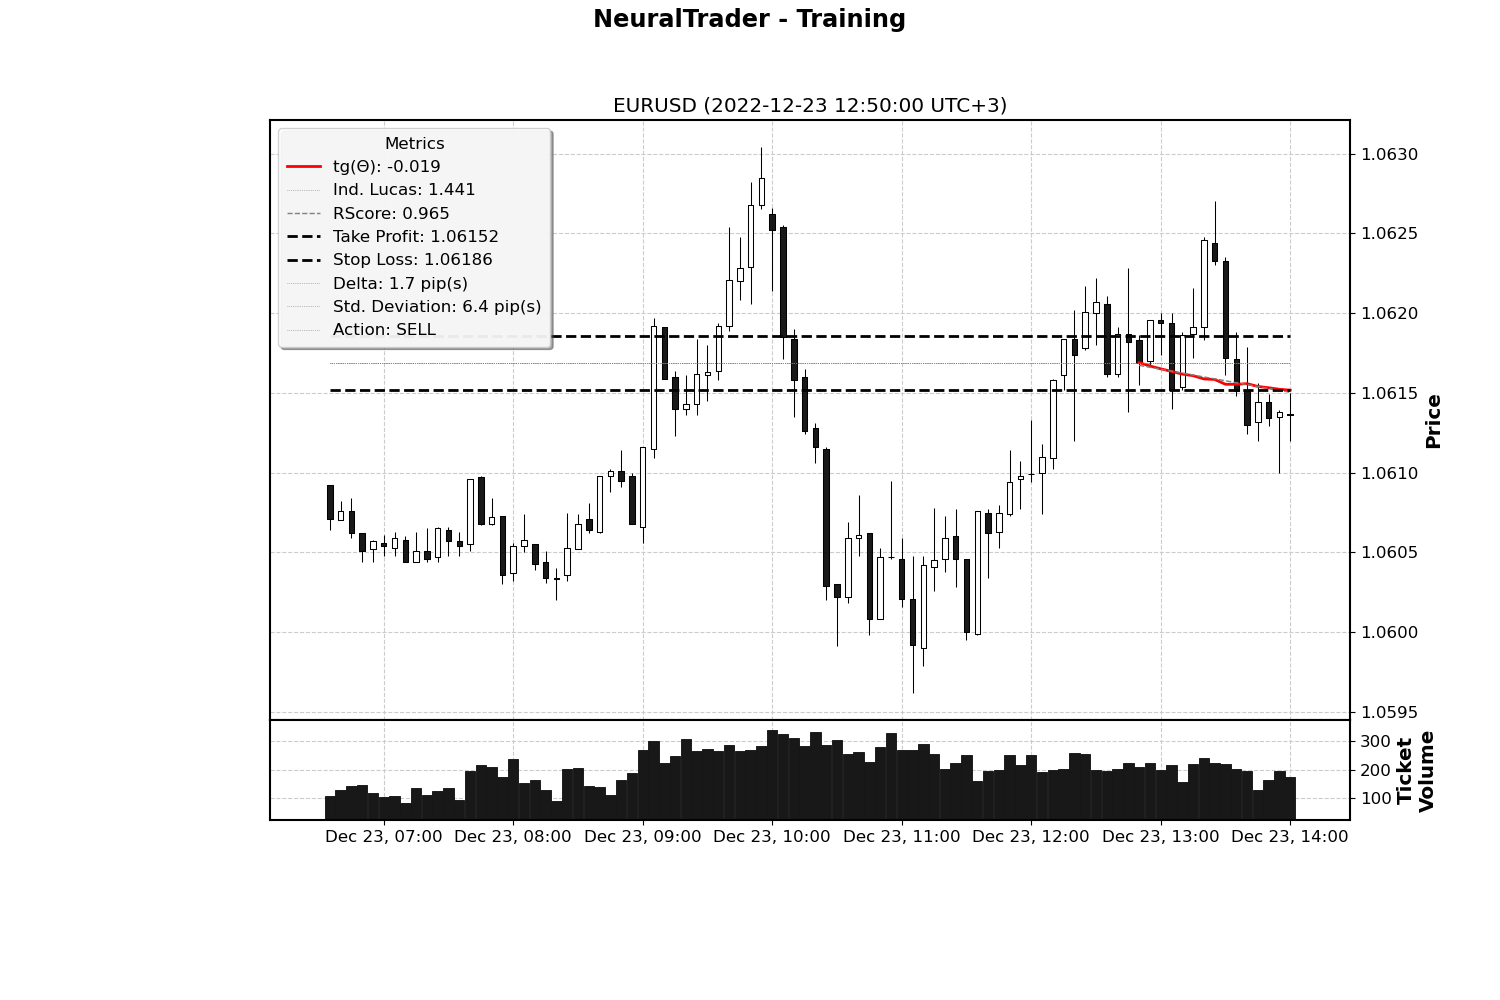 NeuralTrader - Training
EURUSD (2022-12-23 12:50:00 UTC+3)
Metrics
tg(Θ): -0.019
Ind. Lucas: 1.441
RScore: 0.965
Take Profit: 1.06152
Stop Loss: 1.06186
Delta: 1.7 pip(s)
Std. Deviation: 6.4 pip(s)
Action: SELL
1.0630
1.0625
1.0620
1.0615
1.0610
1.0605
1.0600
1.0595
Price
300
200
100
Ticket
Volume
Dec 23, 07:00 Dec 23, 08:00 Dec 23, 09:00 Dec 23, 10:00 Dec 23, 11:00 Dec 23, 12:00 Dec 23, 13:00 Dec 23, 14:00